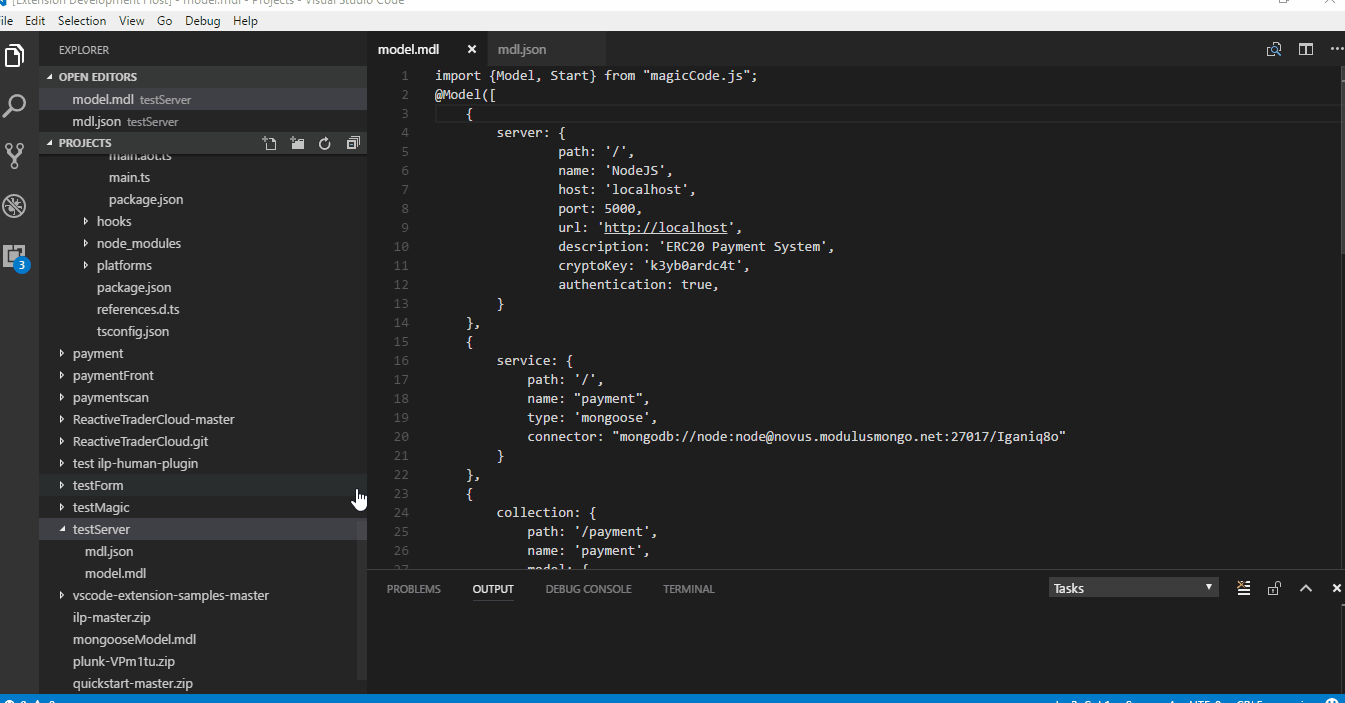 [Extension Development Host] - model.mdl - Projects - Visual Studio Code
ile Edit Selection View Go Debug Help
EXPLORER
OPEN EDITORS
model.mdl testServer
mdl.json testServer
PROJECTS
main.aot.ts
main.ts
package.json
hooks
node_modules
platforms
package.json
references.d.ts
tsconfig.json
payment
paymentFront
paymentscan
ReactiveTraderCloud-master
ReactiveTraderCloud.git
test ilp-human-plugin
testForm
testMagic
testServer
mdl.json
model.mdl
vscode-extension-samples-master
ilp-master.zip
mongooseModel.mdl
plunk-VPm1tu.zip
quickstart-master.zip
3
model.mdl mdl.json
1 import {Model, Start} from "magicCode.js";
2 @Model([
3 {
4 server: {
5 path: '/',
6 name: 'NodeJS',
7 host: 'localhost',
8 port: 5000,
9 url: 'http://localhost',
10 description: 'ERC20 Payment System',
11 cryptoKey: 'k3yb0ardc4t',
12 authentication: true,
13 }
14 },
15 {
16 service: {
17 path: '/',
18 name: "payment",
19 type: 'mongoose',
20 connector: "mongodb://node:node@novus.modulusmongo.net:27017/Iganiq8o"
21 }
22 },
23 {
24 collection: {
25 path: '/payment',
26 name: 'payment',
27 model: {
PROBLEMS OUTPUT DEBUG CONSOLE TERMINAL
Tasks